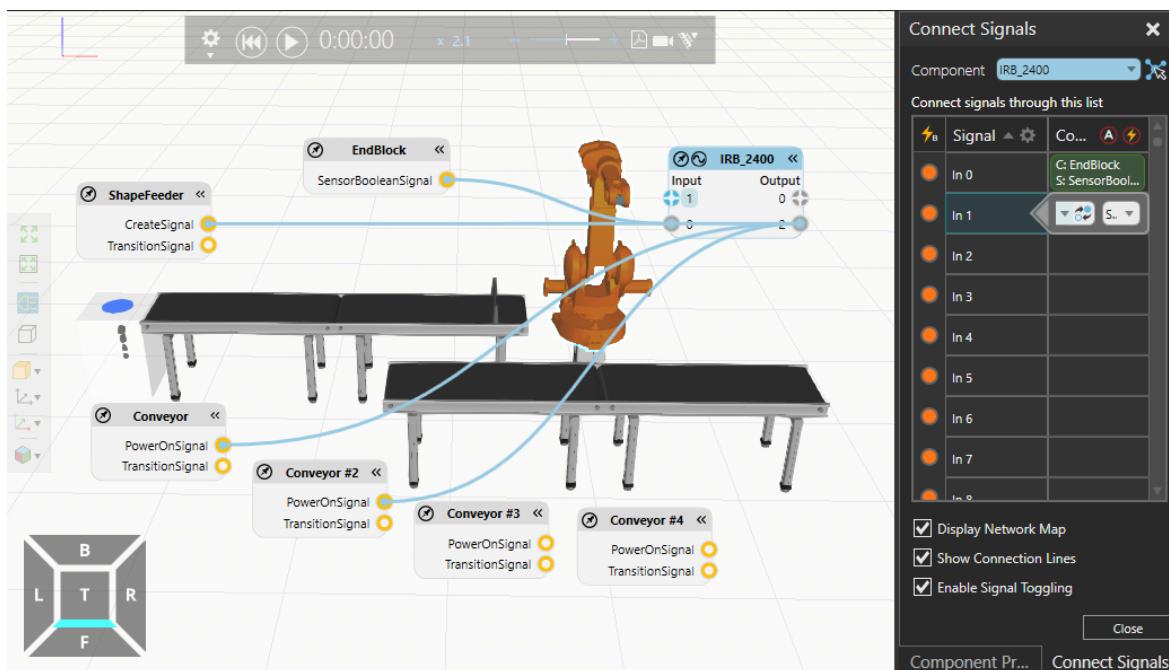 0:00:00 x 2.1
EndBlock
SensorBooleanSignal
ShapeFeeder
CreateSignal
TransitionSignal
IRB_2400
Input Output
1 0
0 2
Conveyor
PowerOnSignal
TransitionSignal
Conveyor #2
PowerOnSignal
TransitionSignal
Conveyor #3
PowerOnSignal
TransitionSignal
Conveyor #4
PowerOnSignal
TransitionSignal
B
L T R
F
Connect Signals
Component IRB_2400
Connect signals through this list
B Signal Co... A
In 0 C: EndBlock
S: SensorBool...
In 1 S..
In 2
In 3
In 4
In 5
In 6
In 7
In 8
Display Network Map
Show Connection Lines
Enable Signal Toggling
Close
Component Pr... Connect Signals